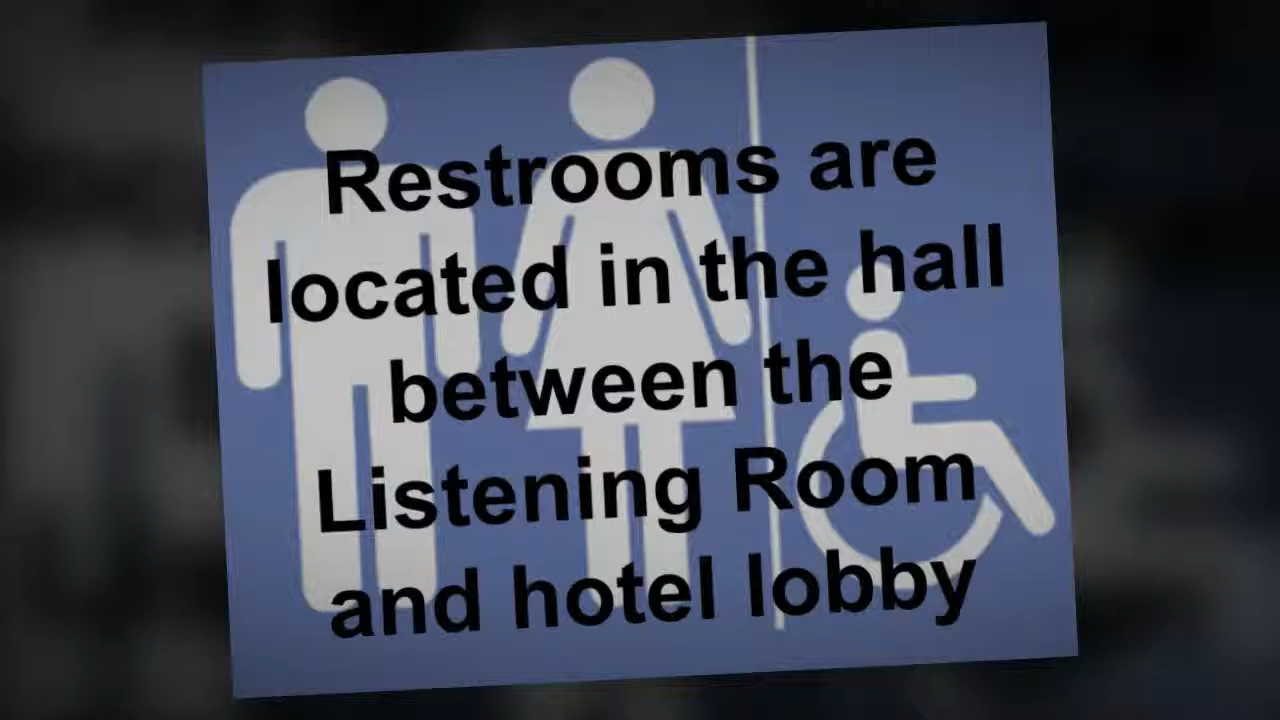 Restrooms are
located in the hall
between the
Listening Room
and hotel lobby